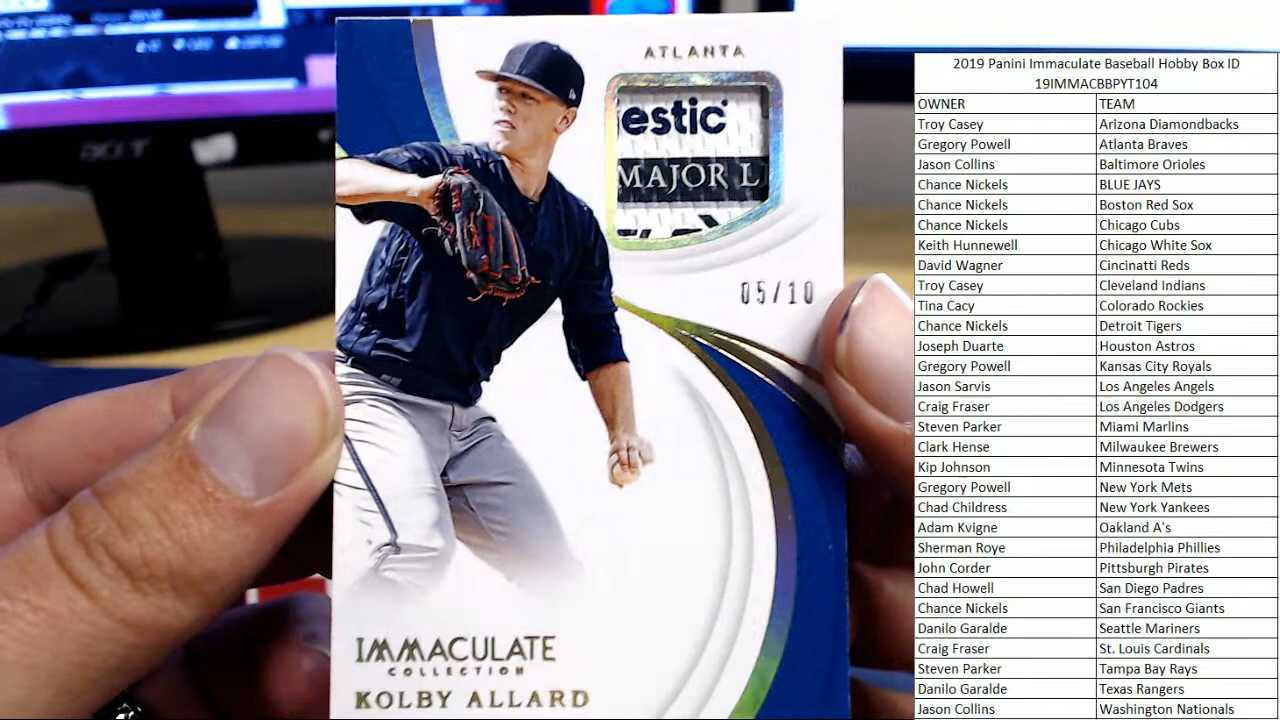 acer
ATLANTA
estic
MAJOR L
05/10
IMMACULATE
COLLECTION
KOLBY ALLARD
2019 Panini Immaculate Baseball Hobby Box ID
19IMMACBBPYT104
OWNER TEAM
Troy Casey Arizona Diamondbacks
Gregory Powell Atlanta Braves
Jason Collins Baltimore Orioles
Chance Nickels BLUE JAYS
Chance Nickels Boston Red Sox
Chance Nickels Chicago Cubs
Keith Hunnewell Chicago White Sox
David Wagner Cincinatti Reds
Troy Casey Cleveland Indians
Tina Cacy Colorado Rockies
Chance Nickels Detroit Tigers
Joseph Duarte Houston Astros
Gregory Powell Kansas City Royals
Jason Sarvis Los Angeles Angels
Craig Fraser Los Angeles Dodgers
Steven Parker Miami Marlins
Clark Hense Milwaukee Brewers
Kip Johnson Minnesota Twins
Gregory Powell New York Mets
Chad Childress New York Yankees
Adam Kvigne Oakland A's
Sherman Roye Philadelphia Phillies
John Corder Pittsburgh Pirates
Chad Howell San Diego Padres
Chance Nickels San Francisco Giants
Danilo Garalde Seattle Mariners
Craig Fraser St. Louis Cardinals
Steven Parker Tampa Bay Rays
Danilo Garalde Texas Rangers
Jason Collins Washington Nationals